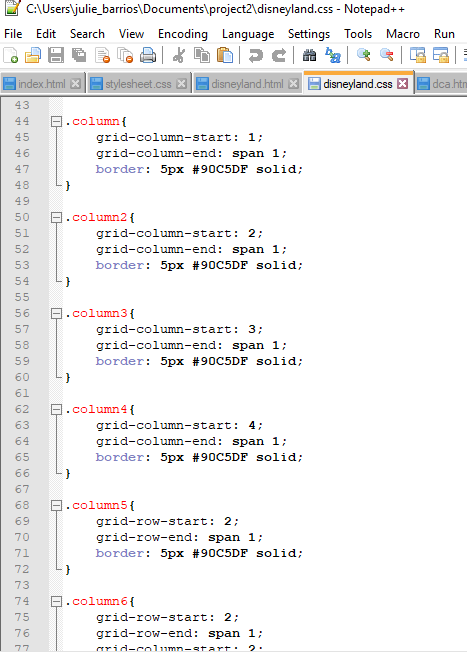 C:\Users\julie_barrios\Documents\project2\disneyland.css - Notepad++
File Edit Search View Encoding Language Settings Tools Macro Run
index.html stylesheet.css disneyland.html disneyland.css dca.htm
43
44 .column{
45 grid-column-start: 1;
46 grid-column-end: span 1;
47 border: 5px #90C5DF solid;
48 }
49
50 .column2{
51 grid-column-start: 2;
52 grid-column-end: span 1;
53 border: 5px #90C5DF solid;
54 }
55
56 .column3{
57 grid-column-start: 3;
58 grid-column-end: span 1;
59 border: 5px #90C5DF solid;
60 }
61
62 .column4{
63 grid-column-start: 4;
64 grid-column-end: span 1;
65 border: 5px #90C5DF solid;
66 }
67
68 .column5{
69 grid-row-start: 2;
70 grid-row-end: span 1;
71 border: 5px #90C5DF solid;
72 }
73
74 .column6{
75 grid-row-start: 2;
76 grid-row-end: span 1;
77 grid-column-start: 2;